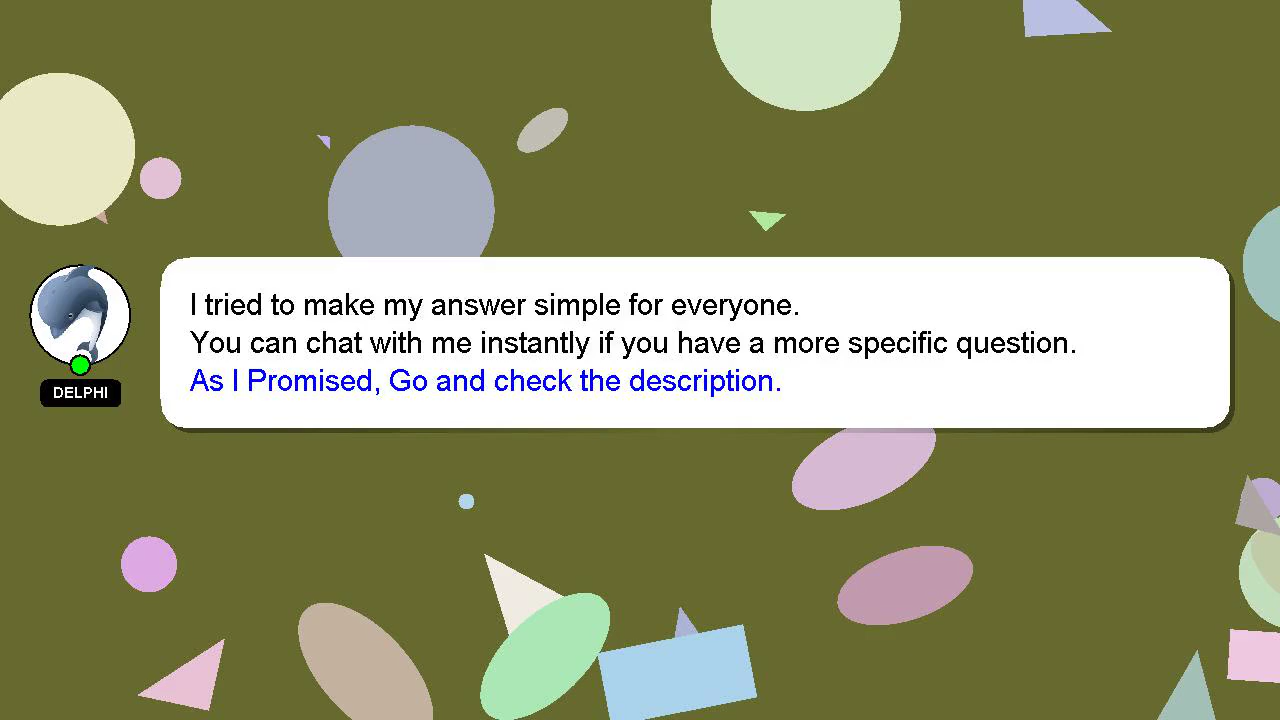 I tried to make my answer simple for everyone.
You can chat with me instantly if you have a more specific question.
As I Promised, Go and check the description.
DELPHI